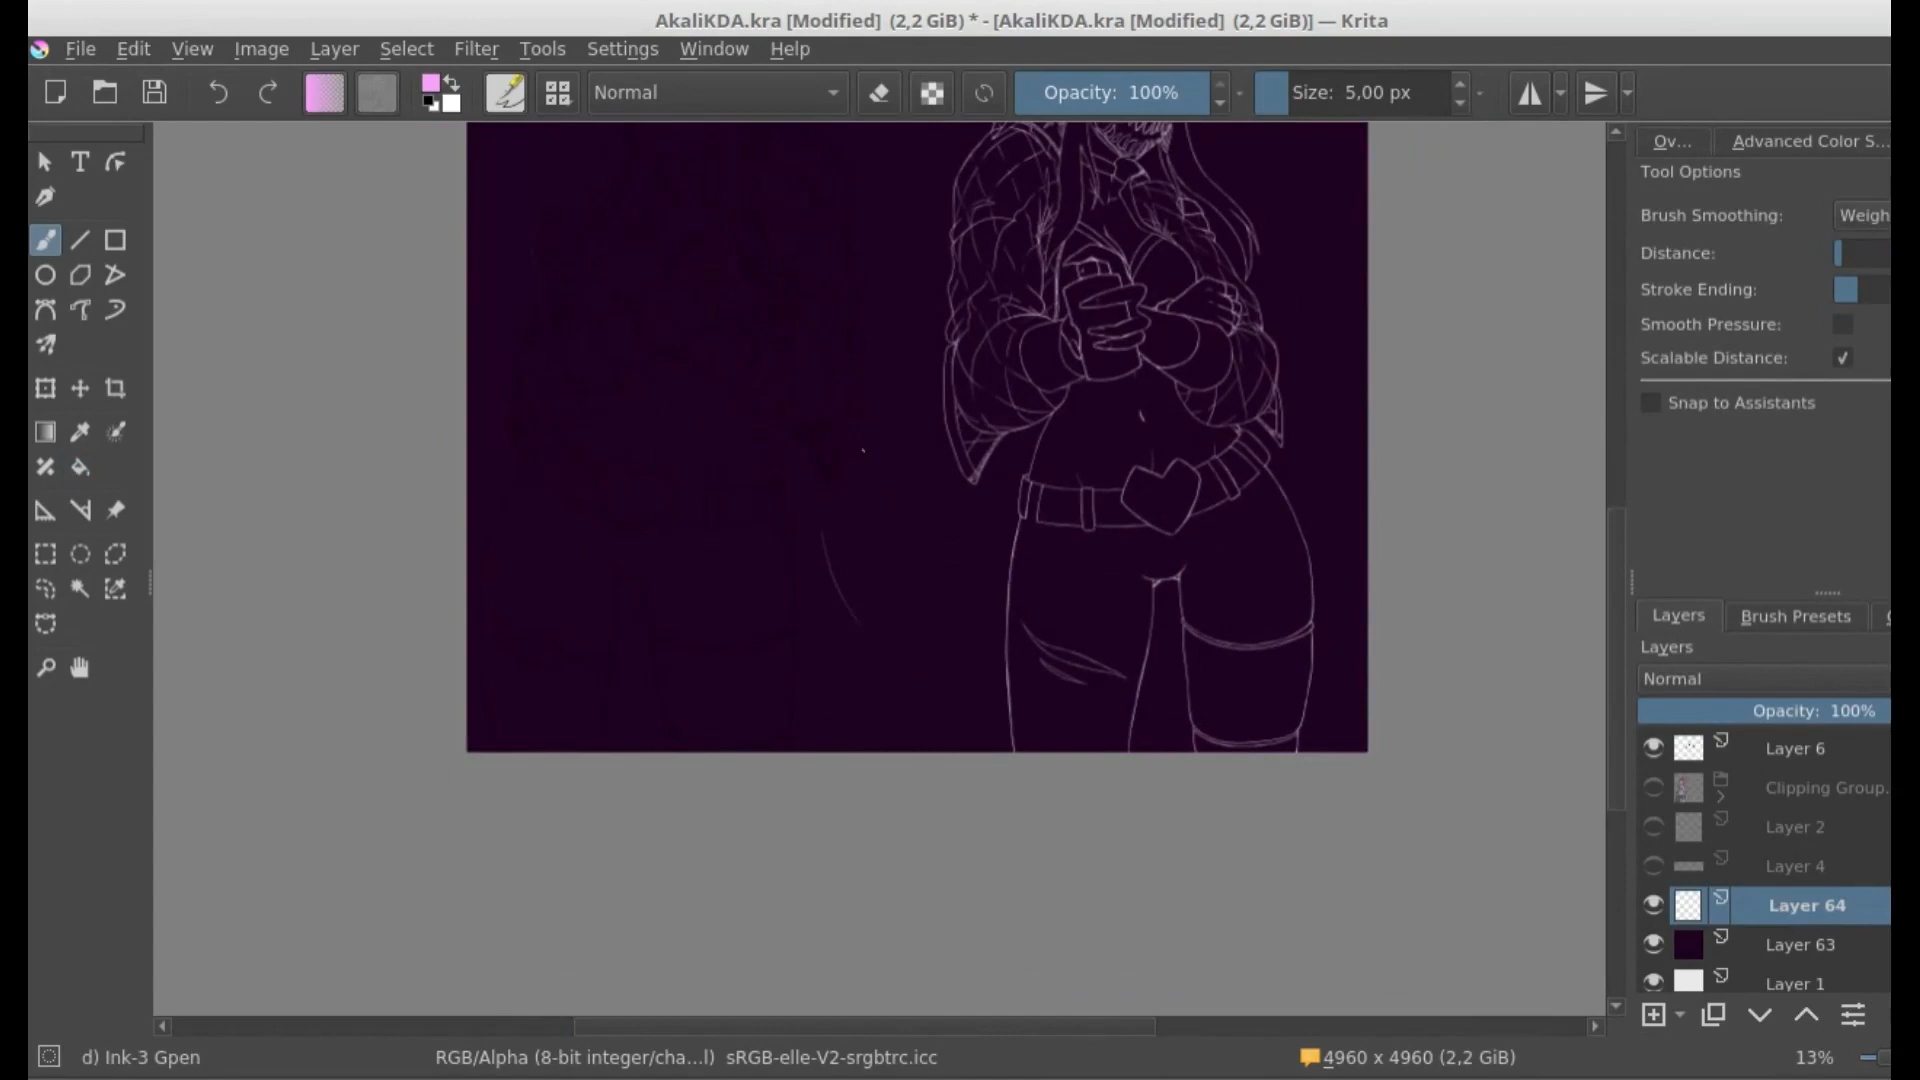 AkaliKDA.kra [Modified] (2,2 GiB) * - [AkaliKDA.kra [Modified] (2,2 GiB)] — Krita
File Edit View Image Layer Select Filter Tools Settings Window Help
Normal
Opacity: 100%
Size: 5,00 px
Ov... Advanced Color S...
Tool Options
Brush Smoothing: Weigh
Distance:
Stroke Ending:
Smooth Pressure:
Scalable Distance:
Snap to Assistants
Layers Brush Presets
Layers
Normal
Opacity: 100%
Layer 6
Clipping Group.
Layer 2
Layer 4
Layer 64
Layer 63
Layer 1
d) Ink-3 Gpen RGB/Alpha (8-bit integer/cha...l) sRGB-elle-V2-srgbtrc.icc 4960 x 4960 (2,2 GiB) 13%